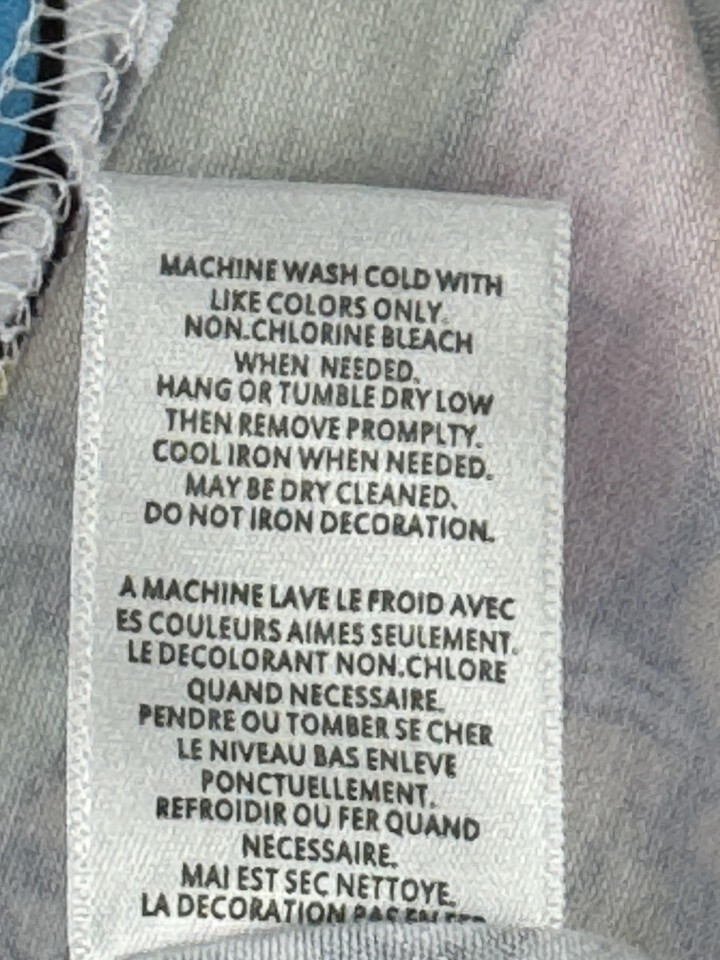 MACHINE WASH COLD WITH
LIKE COLORS ONLY.
NON.CHLORINE BLEACH
WHEN NEEDED.
HANG OR TUMBLE DRY LOW
THEN REMOVE PROMPLTY.
COOL IRON WHEN NEEDED.
MAY BE DRY CLEANED.
DO NOT IRON DECORATION.
A MACHINE LAVE LE FROID AVEC
ES COULEURS AIMES SEULEMENT.
LE DECOLORANT NON.CHLORE
QUAND NECESSAIRE.
PENDRE OU TOMBER SE CHER
LE NIVEAU BAS ENLEVE
PONCTUELLEMENT.
REFROIDIR OU FER QUAND
NECESSAIRE.
MAI EST SEC NETTOYE.
LA DECORATION PAS EN FER